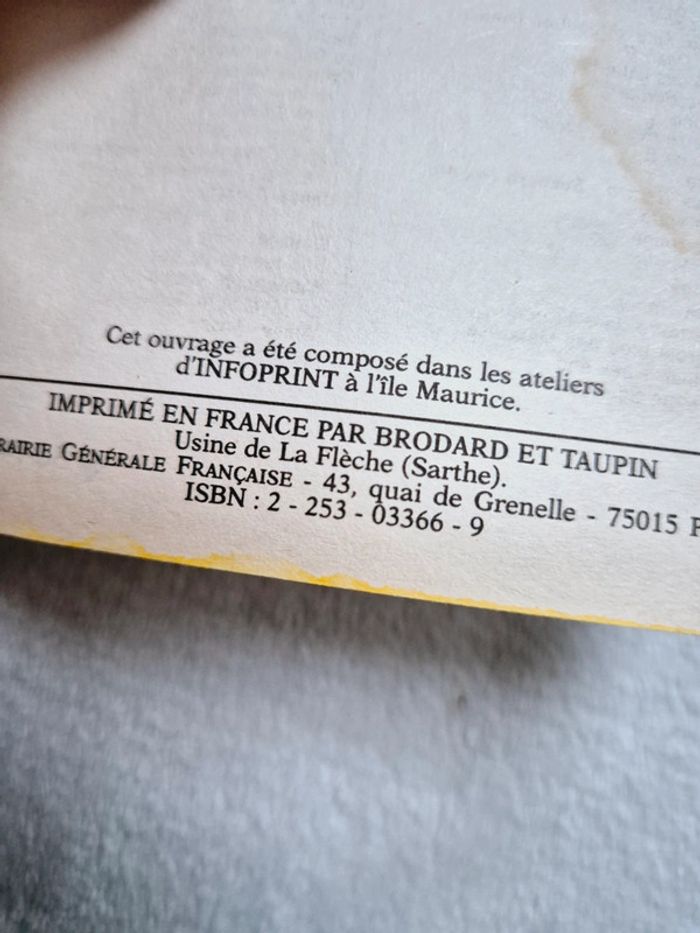 Cet ouvrage a été composé dans les ateliers
d'INFOPRINT à l'île Maurice.
IMPRIMÉ EN FRANCE PAR BRODARD ET TAUPIN
Usine de La Flèche (Sarthe).
RAIRIE GÉNÉRALE FRANÇAISE - 43, quai de Grenelle - 75015 P
ISBN : 2 - 253 - 03366 - 9